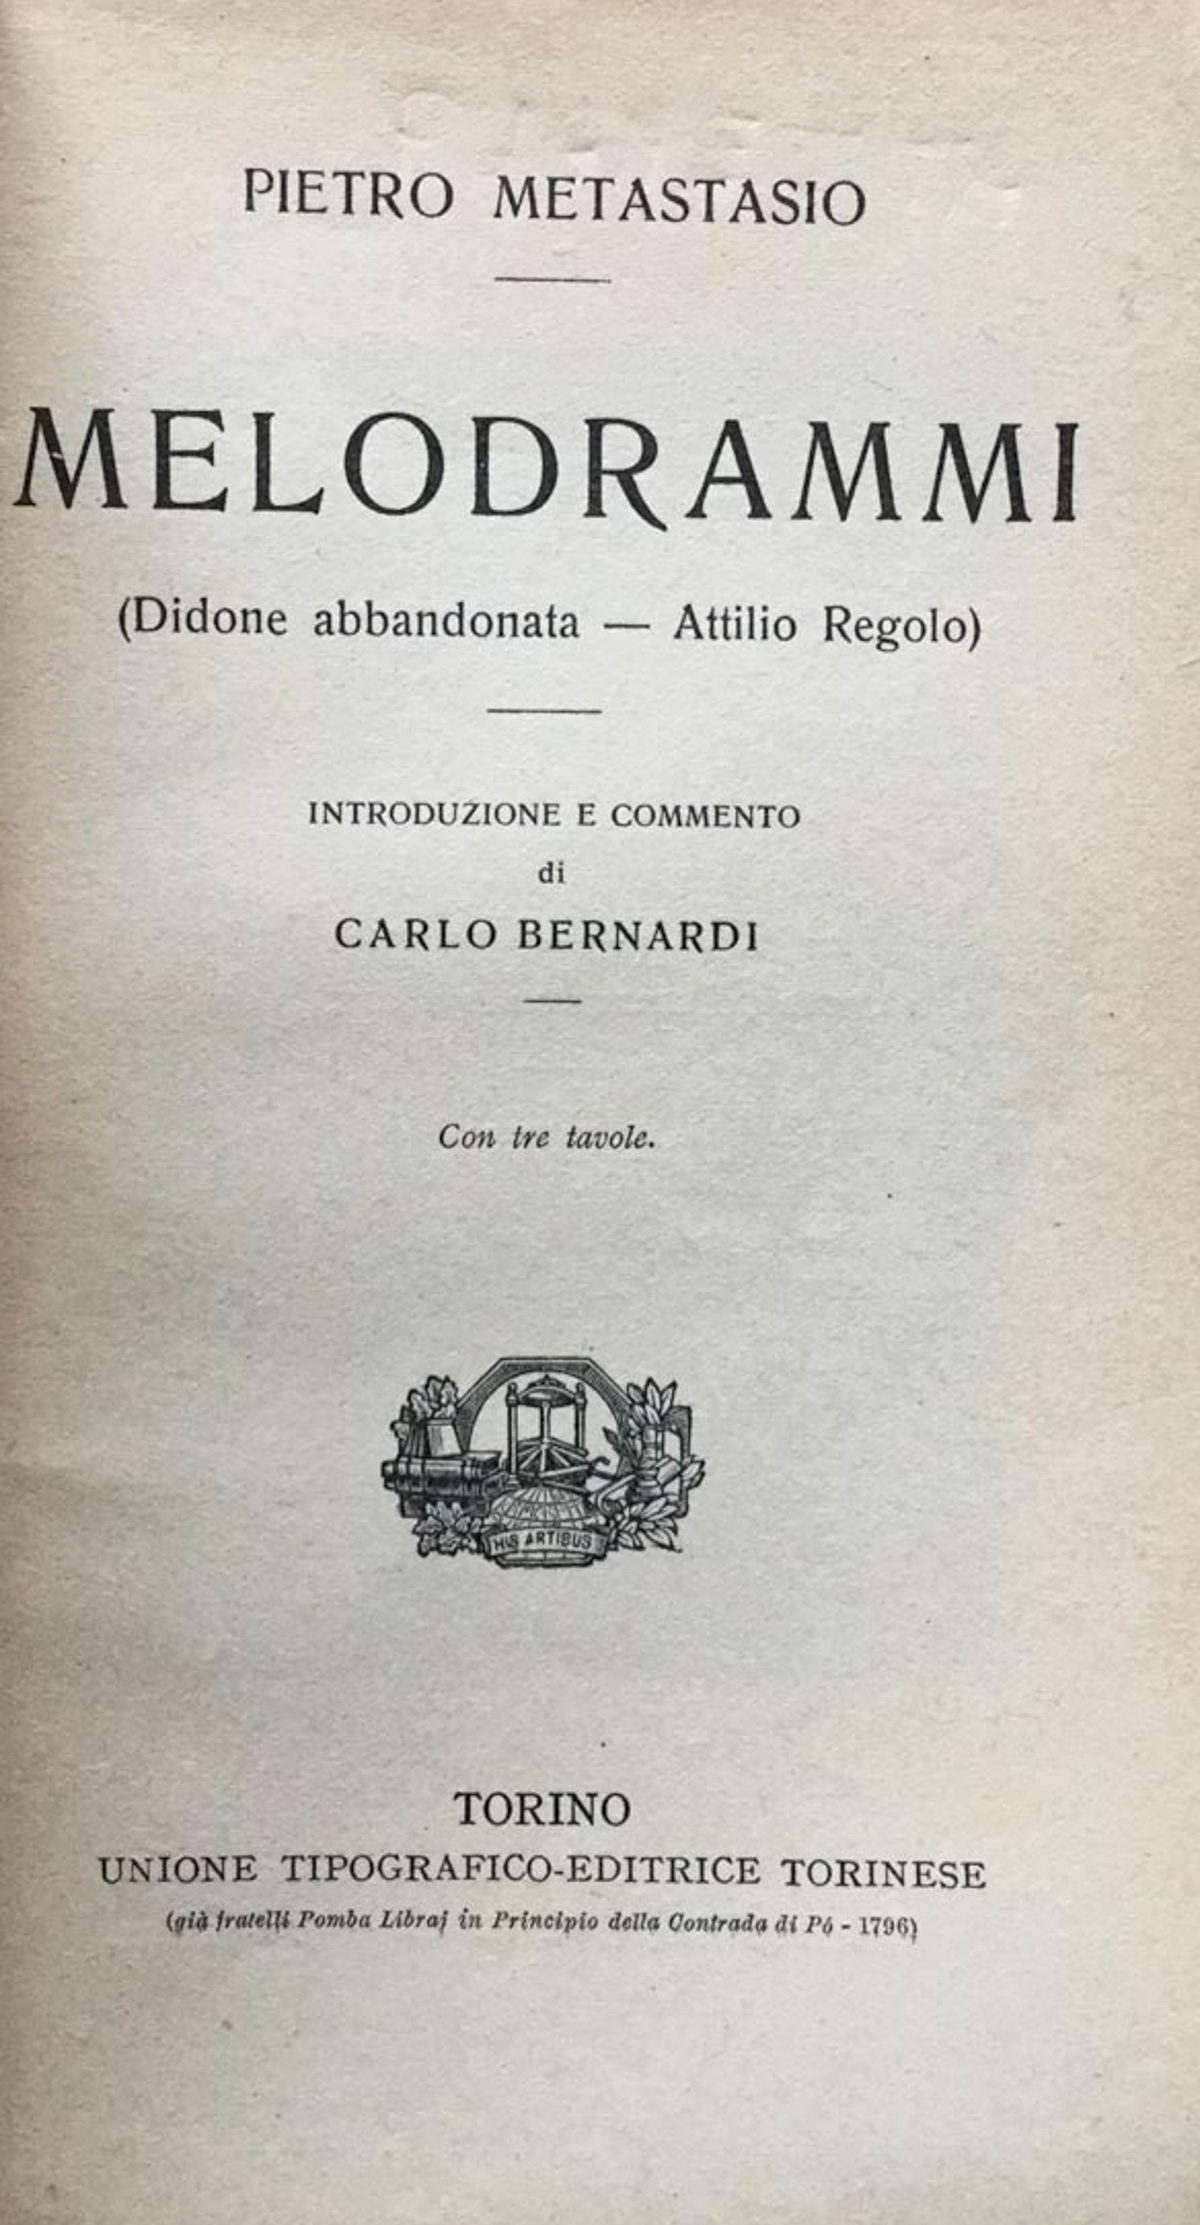 PIETRO METASTASIO
MELODRAMMI
(Didone abbandonata — Attilio Regolo)
INTRODUZIONE E COMMENTO
di
CARLO BERNARDI
Con tre tavole.
HIS ARTIBUS
TORINO
UNIONE TIPOGRAFICO-EDITRICE TORINESE
(già fratelli Pomba Libraj in Principio della Contrada di Pó - 1796)